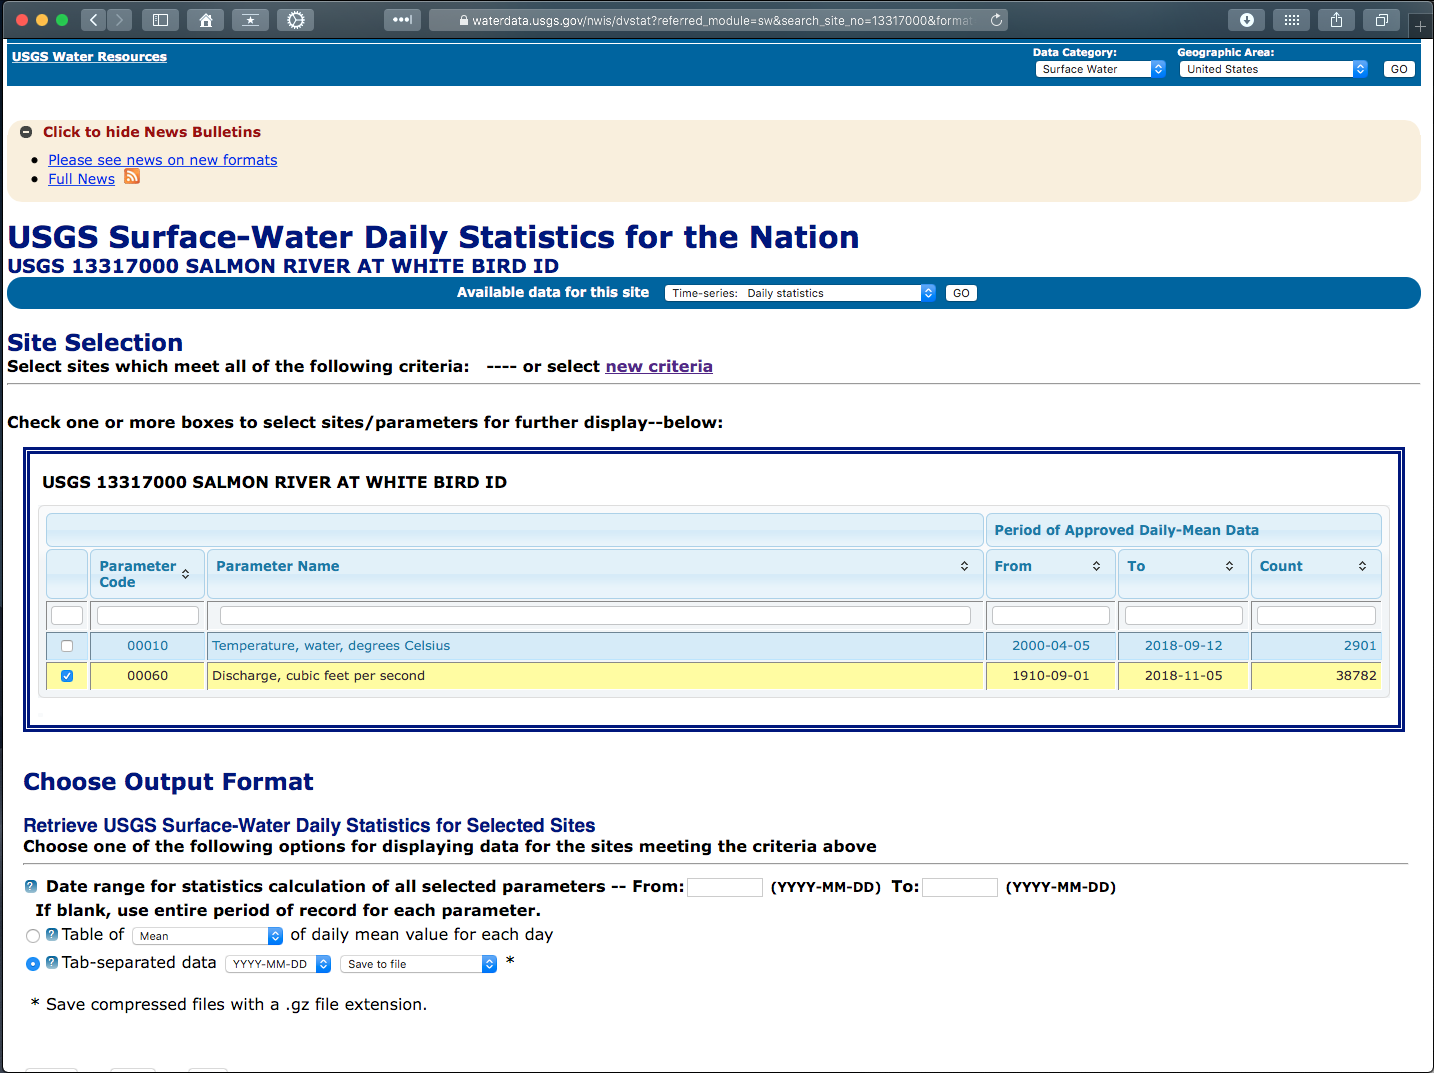 waterdata.usgs.gov/nwis/dvstat?referred_module=sw&search_site_no=13317000&format
USGS Water Resources
Data Category:
Geographic Area:
Surface Water
United States
GO
Click to hide News Bulletins
Please see news on new formats
Full News
USGS Surface-Water Daily Statistics for the Nation
USGS 13317000 SALMON RIVER AT WHITE BIRD ID
Available data for this site
Time-series: Daily statistics
GO
Site Selection
Select sites which meet all of the following criteria: ---- or select new criteria
Check one or more boxes to select sites/parameters for further display--below:
USGS 13317000 SALMON RIVER AT WHITE BIRD ID
Period of Approved Daily-Mean Data
Parameter Code
Parameter Name
From
To
Count
00010 Temperature, water, degrees Celsius 2000-04-05 2018-09-12 2901
00060 Discharge, cubic feet per second 1910-09-01 2018-11-05 38782
Choose Output Format
Retrieve USGS Surface-Water Daily Statistics for Selected Sites
Choose one of the following options for displaying data for the sites meeting the criteria above
? Date range for statistics calculation of all selected parameters -- From: (YYYY-MM-DD) To: (YYYY-MM-DD)
If blank, use entire period of record for each parameter.
? Table of Mean of daily mean value for each day
? Tab-separated data YYYY-MM-DD Save to file *
* Save compressed files with a .gz file extension.